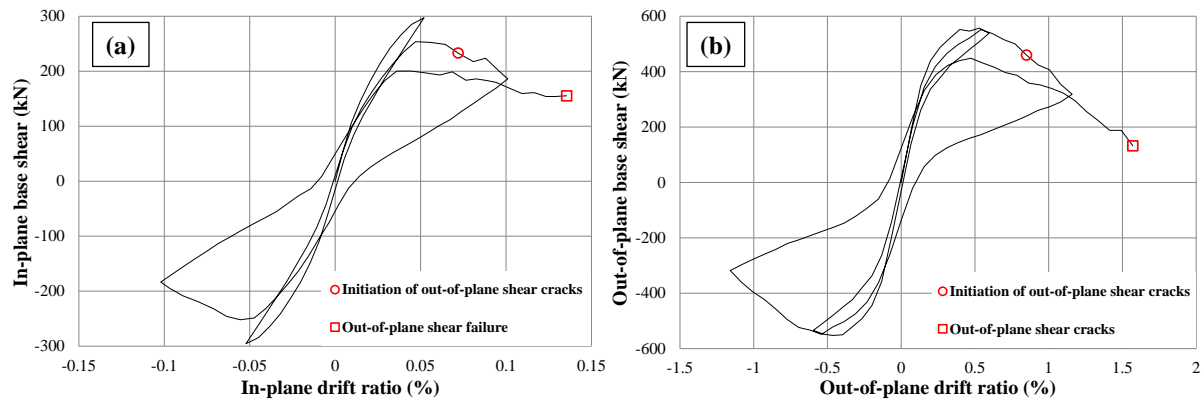 (a)
In-plane base shear (kN)
300
200
100
0
-100
-200
-300
-0.15
-0.1
-0.05
0
0.05
0.1
0.15
In-plane drift ratio (%)
Initiation of out-of-plane shear cracks
Out-of-plane shear failure
(b)
Out-of-plane base shear (kN)
600
400
200
0
-200
-400
-600
-1.5
-1
-0.5
0
0.5
1
1.5
2
Out-of-plane drift ratio (%)
Initiation of out-of-plane shear cracks
Out-of-plane shear cracks